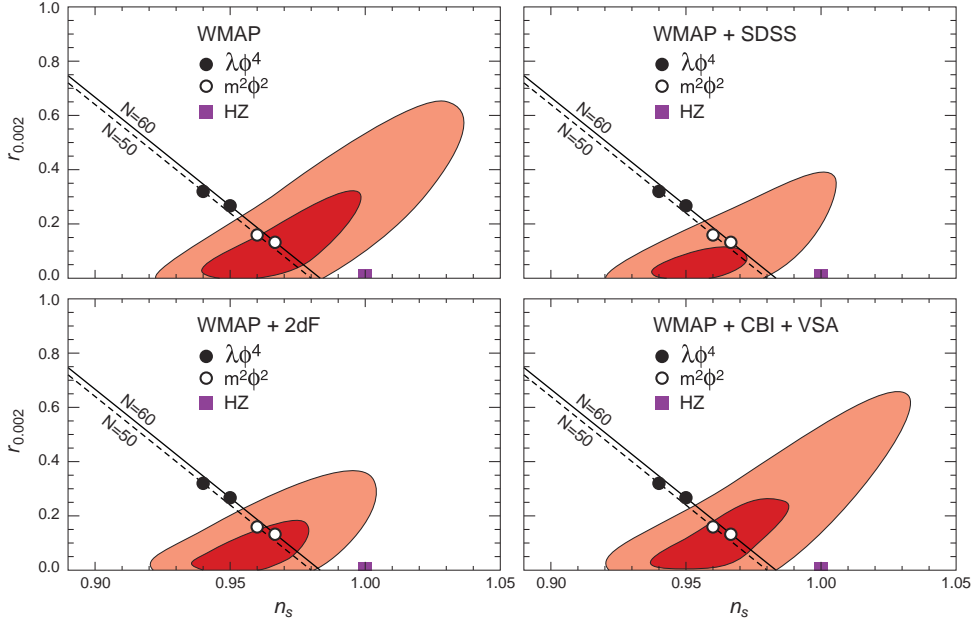 WMAP
λϕ⁴
m²ϕ²
HZ
N=60
N=50
r0.002
1.0
0.8
0.6
0.4
0.2
0.0
WMAP + SDSS
λϕ⁴
m²ϕ²
HZ
N=60
N=50
WMAP + 2dF
λϕ⁴
m²ϕ²
HZ
N=60
N=50
r0.002
1.0
0.8
0.6
0.4
0.2
0.0
0.90 0.95 1.00 1.05
ns
WMAP + CBI + VSA
λϕ⁴
m²ϕ²
HZ
N=60
N=50
0.90 0.95 1.00 1.05
ns